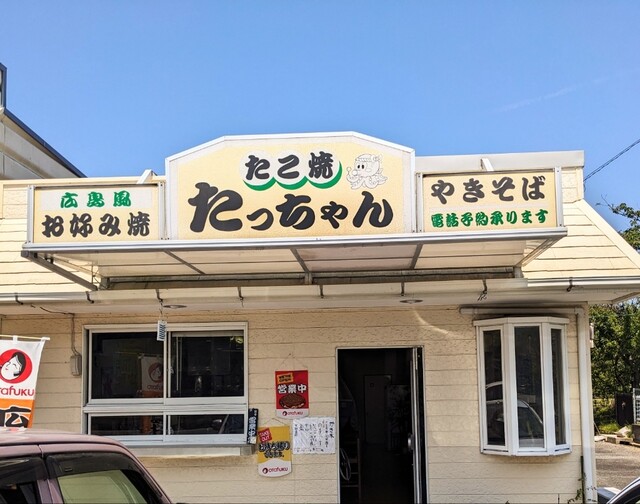 広島風
お好み焼
たこ焼
たっちゃん
やきそば
電話予約承ります
otafuku
広
営業中
otafuku